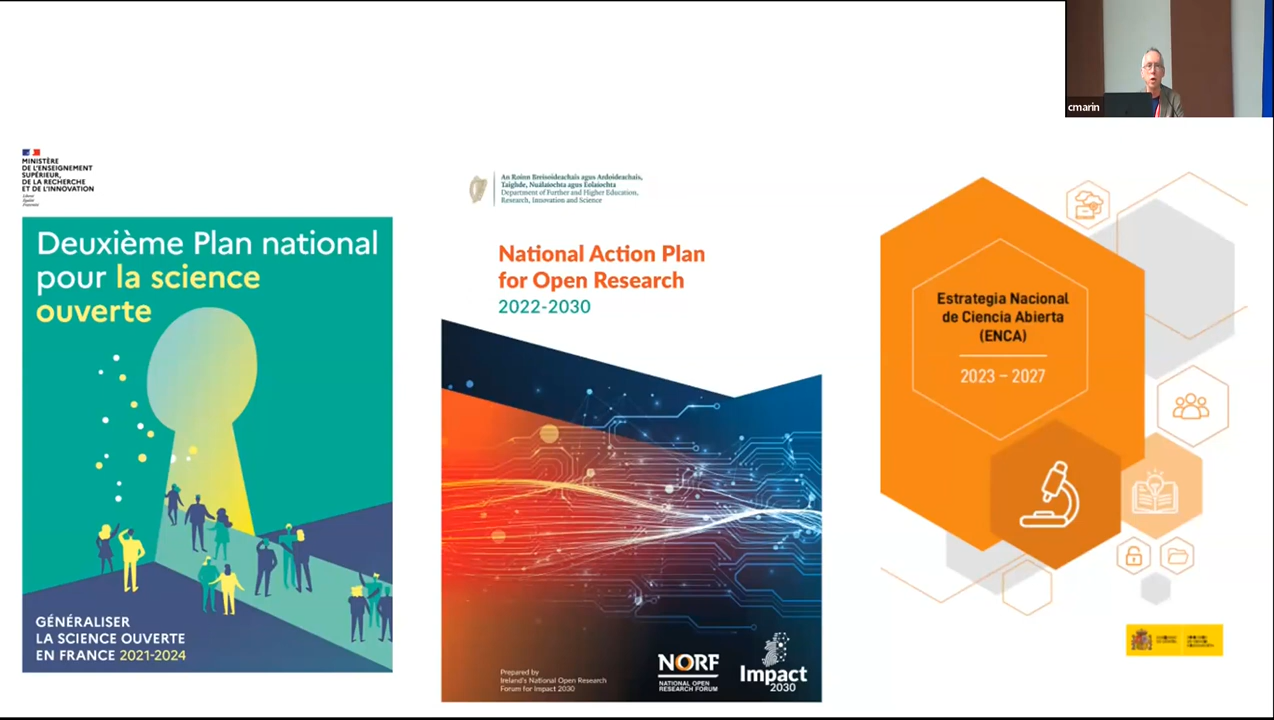 cmarin
MINISTÈRE
DE L'ENSEIGNEMENT
SUPÉRIEUR,
DE LA RECHERCHE
ET DE L'INNOVATION
Liberté
Égalité
Fraternité
Deuxième Plan national
pour la science
ouverte
GÉNÉRALISER
LA SCIENCE OUVERTE
EN FRANCE 2021-2024
An Roinn Breisoideachais agus Ardoideachais,
Taighde, Nuálaíochta agus Eolaíochta
Department of Further and Higher Education,
Research, Innovation and Science
National Action Plan
for Open Research
2022-2030
Prepared by
Ireland's National Open Research
Forum for Impact 2030
NORF
NATIONAL OPEN
RESEARCH FORUM
Impact
2030
Estrategia Nacional
de Ciencia Abierta
(ENCA)
2023 – 2027